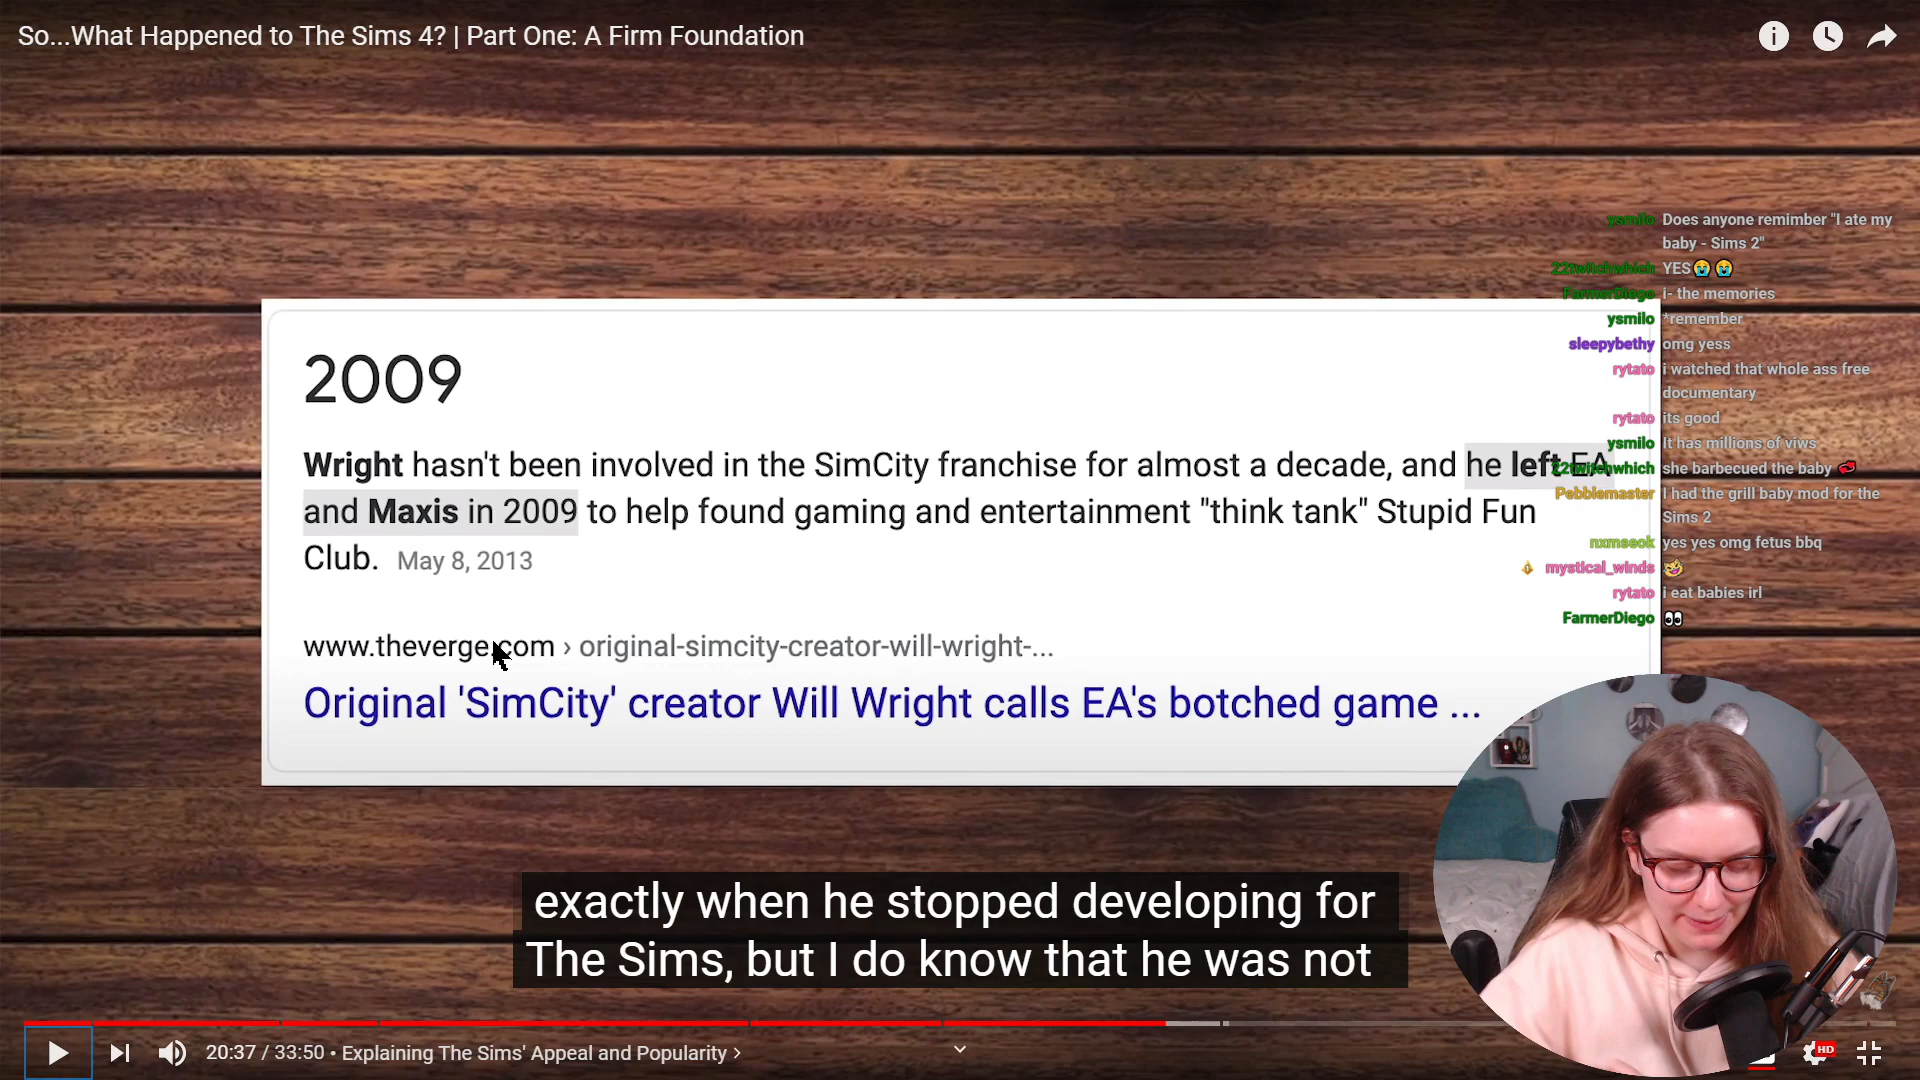 So...What Happened to The Sims 4? | Part One: A Firm Foundation
2009
Wright hasn't been involved in the SimCity franchise for almost a decade, and he left EA
and Maxis in 2009 to help found gaming and entertainment "think tank" Stupid Fun
Club. May 8, 2013
www.theverge.com › original-simcity-creator-will-wright-...
Original 'SimCity' creator Will Wright calls EA's botched game ...
ysmilo Does anyone remimber "I ate my
baby - Sims 2"
22twitchwhich YES
FarmerDiego i- the memories
ysmilo *remember
sleepybethy omg yess
rytato i watched that whole ass free
documentary
rytato its good
ysmilo It has millions of viws
22twitchwhich she barbecued the baby
Pebblemaster I had the grill baby mod for the
Sims 2
nxmseok yes yes omg fetus bbq
mystical_winds
rytato i eat babies irl
FarmerDiego
exactly when he stopped developing for
The Sims, but I do know that he was not
20:37 / 33:50 • Explaining The Sims' Appeal and Popularity ›
HD